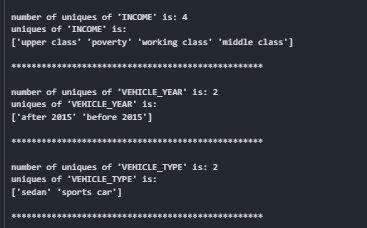 number of uniques of 'INCOME' is: 4
uniques of 'INCOME' is:
['upper class' 'poverty' 'working class' 'middle class']
**************************************************
number of uniques of 'VEHICLE_YEAR' is: 2
uniques of 'VEHICLE_YEAR' is:
['after 2015' 'before 2015']
**************************************************
number of uniques of 'VEHICLE_TYPE' is: 2
uniques of 'VEHICLE_TYPE' is:
['sedan' 'sports car']
**************************************************